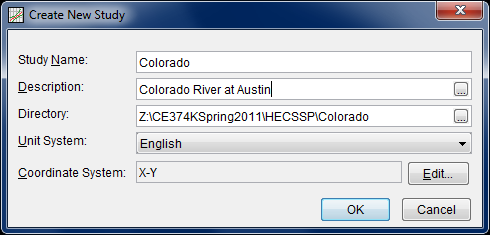 Create New Study
Study Name: Colorado
Description: Colorado River at Austin ...
Directory: Z:\CE374KSpring2011\HECSSP\Colorado ...
Unit System: English
Coordinate System: X-Y Edit...
OK Cancel